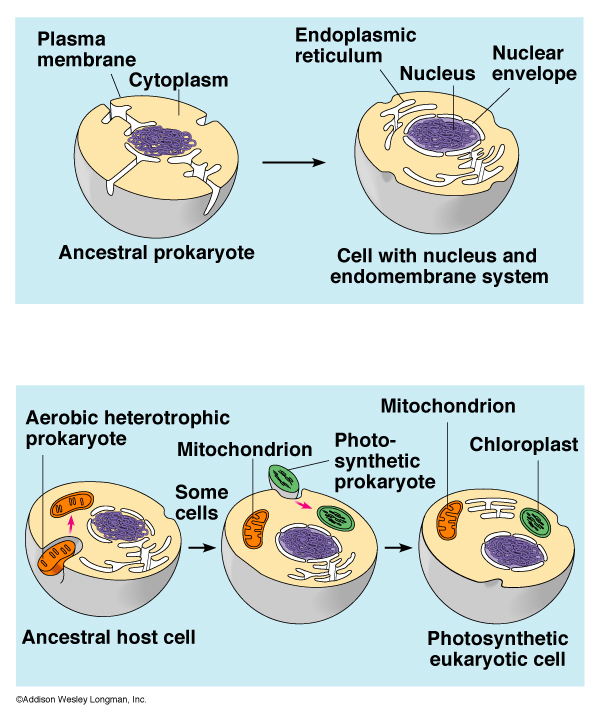 Plasma
membrane
Cytoplasm
Ancestral prokaryote
Endoplasmic
reticulum
Nucleus
Nuclear
envelope
Cell with nucleus and
endomembrane system
Aerobic heterotrophic
prokaryote
Ancestral host cell
Some
cells
Mitochondrion
Photo-
synthetic
prokaryote
Mitochondrion
Chloroplast
Photosynthetic
eukaryotic cell
©Addison Wesley Longman, Inc.